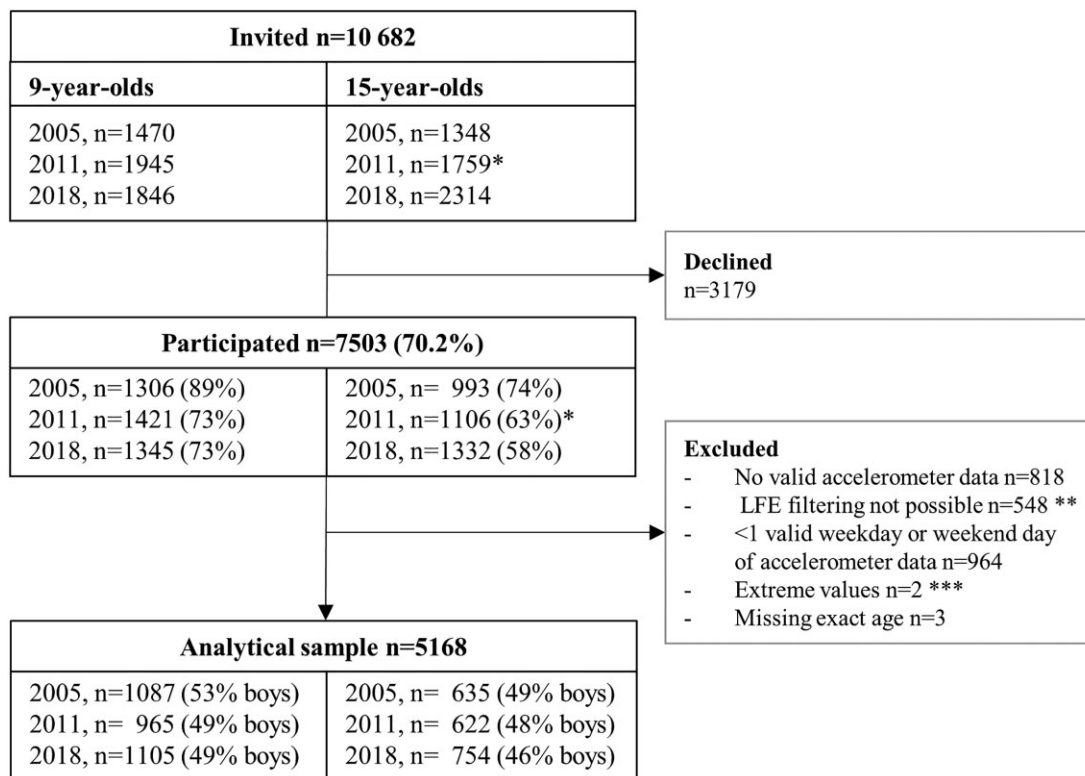 Invited n=10 682
9-year-olds
2005, n=1470
2011, n=1945
2018, n=1846
15-year-olds
2005, n=1348
2011, n=1759*
2018, n=2314
Declined
n=3179
Participated n=7503 (70.2%)
2005, n=1306 (89%)
2011, n=1421 (73%)
2018, n=1345 (73%)
2005, n= 993 (74%)
2011, n=1106 (63%)*
2018, n=1332 (58%)
Excluded
- No valid accelerometer data n=818
- LFE filtering not possible n=548 **
- <1 valid weekday or weekend day
of accelerometer data n=964
- Extreme values n=2 ***
- Missing exact age n=3
Analytical sample n=5168
2005, n=1087 (53% boys)
2011, n= 965 (49% boys)
2018, n=1105 (49% boys)
2005, n= 635 (49% boys)
2011, n= 622 (48% boys)
2018, n= 754 (46% boys)